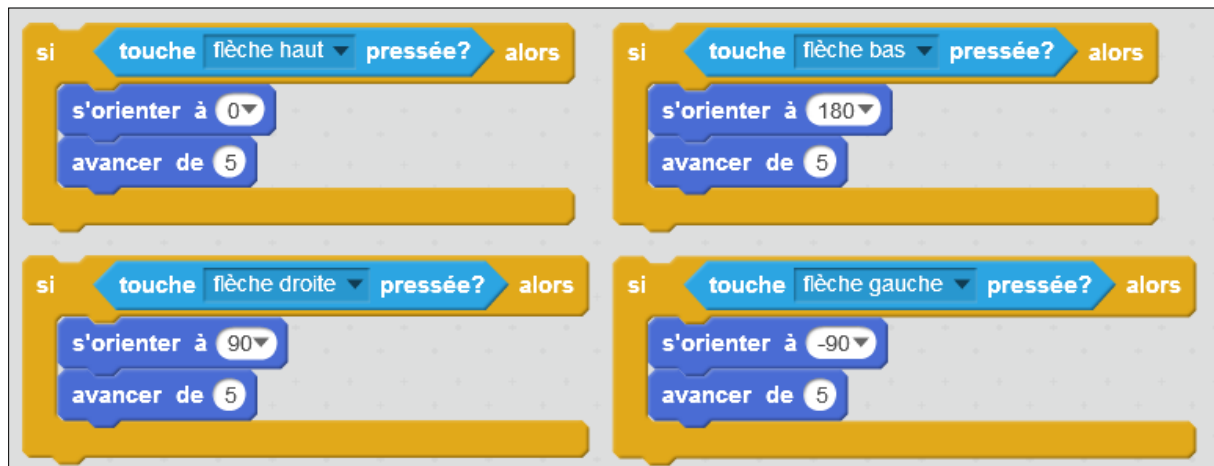 si touche flèche haut pressée? alors
s'orienter à 0
avancer de 5
si touche flèche bas pressée? alors
s'orienter à 180
avancer de 5
si touche flèche droite pressée? alors
s'orienter à 90
avancer de 5
si touche flèche gauche pressée? alors
s'orienter à -90
avancer de 5